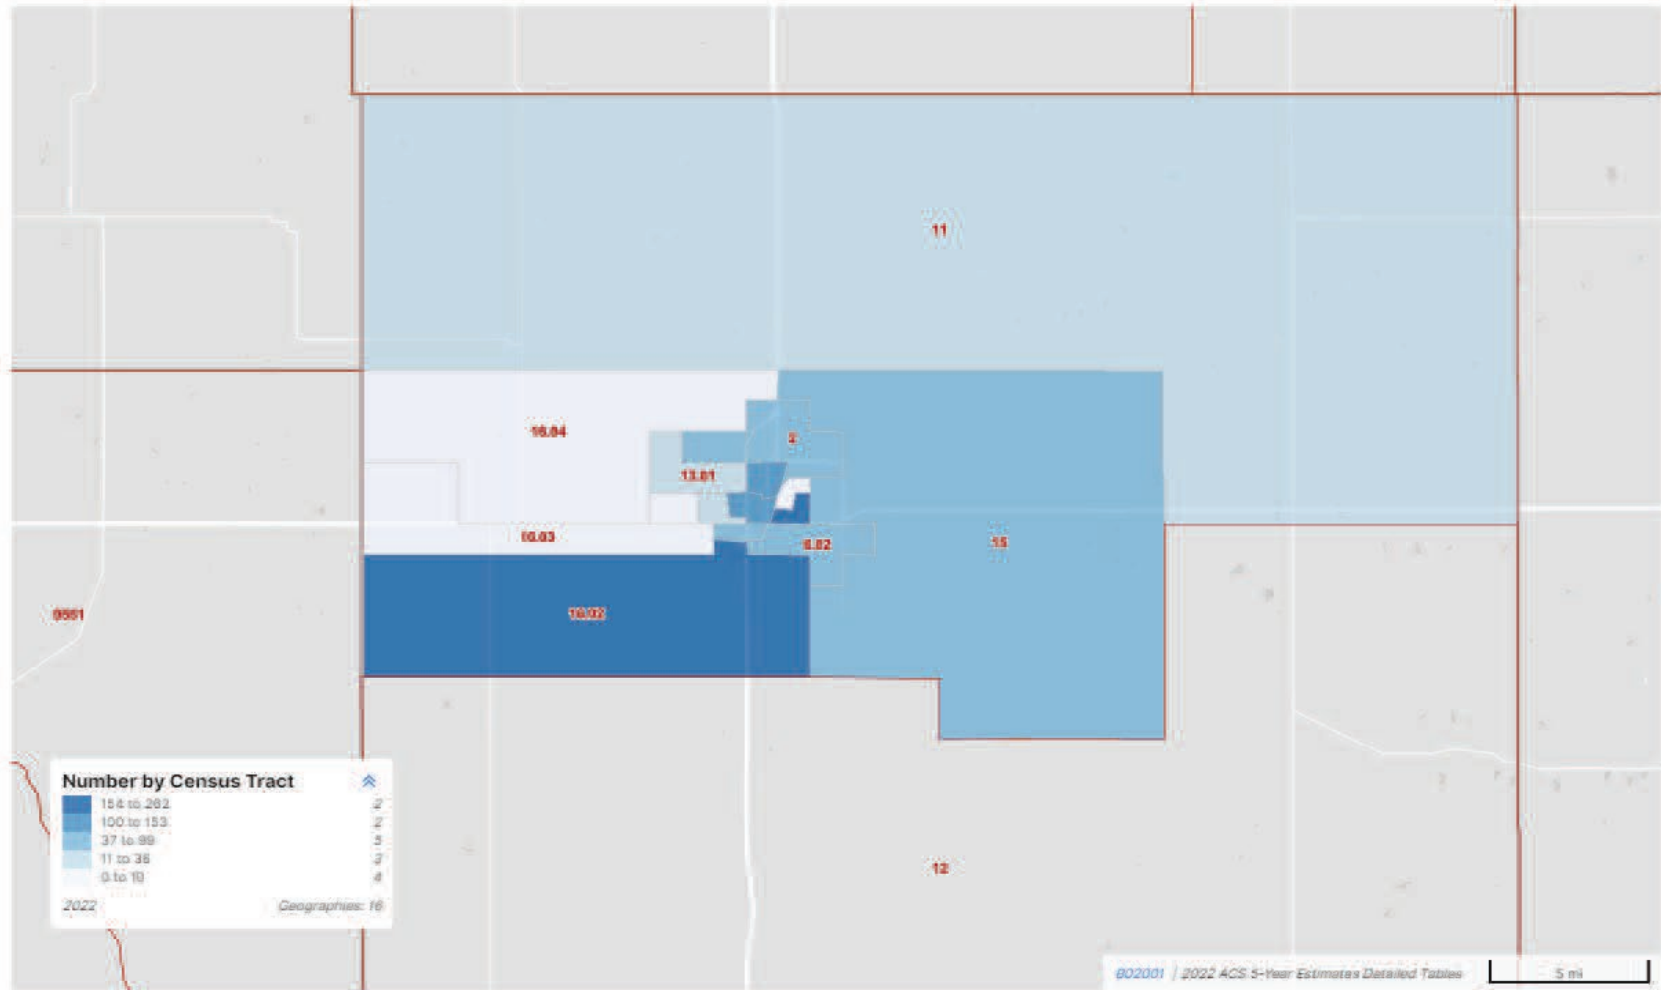 11
16.04
2
13.01
16.03
6.02
15
16.02
12
Number by Census Tract
154 to 262 2
100 to 153 2
37 to 99 5
11 to 36 3
0 to 10 4
2022 Geographies: 16
B02001 | 2022 ACS 5-Year Estimates Detailed Tables
5 mi